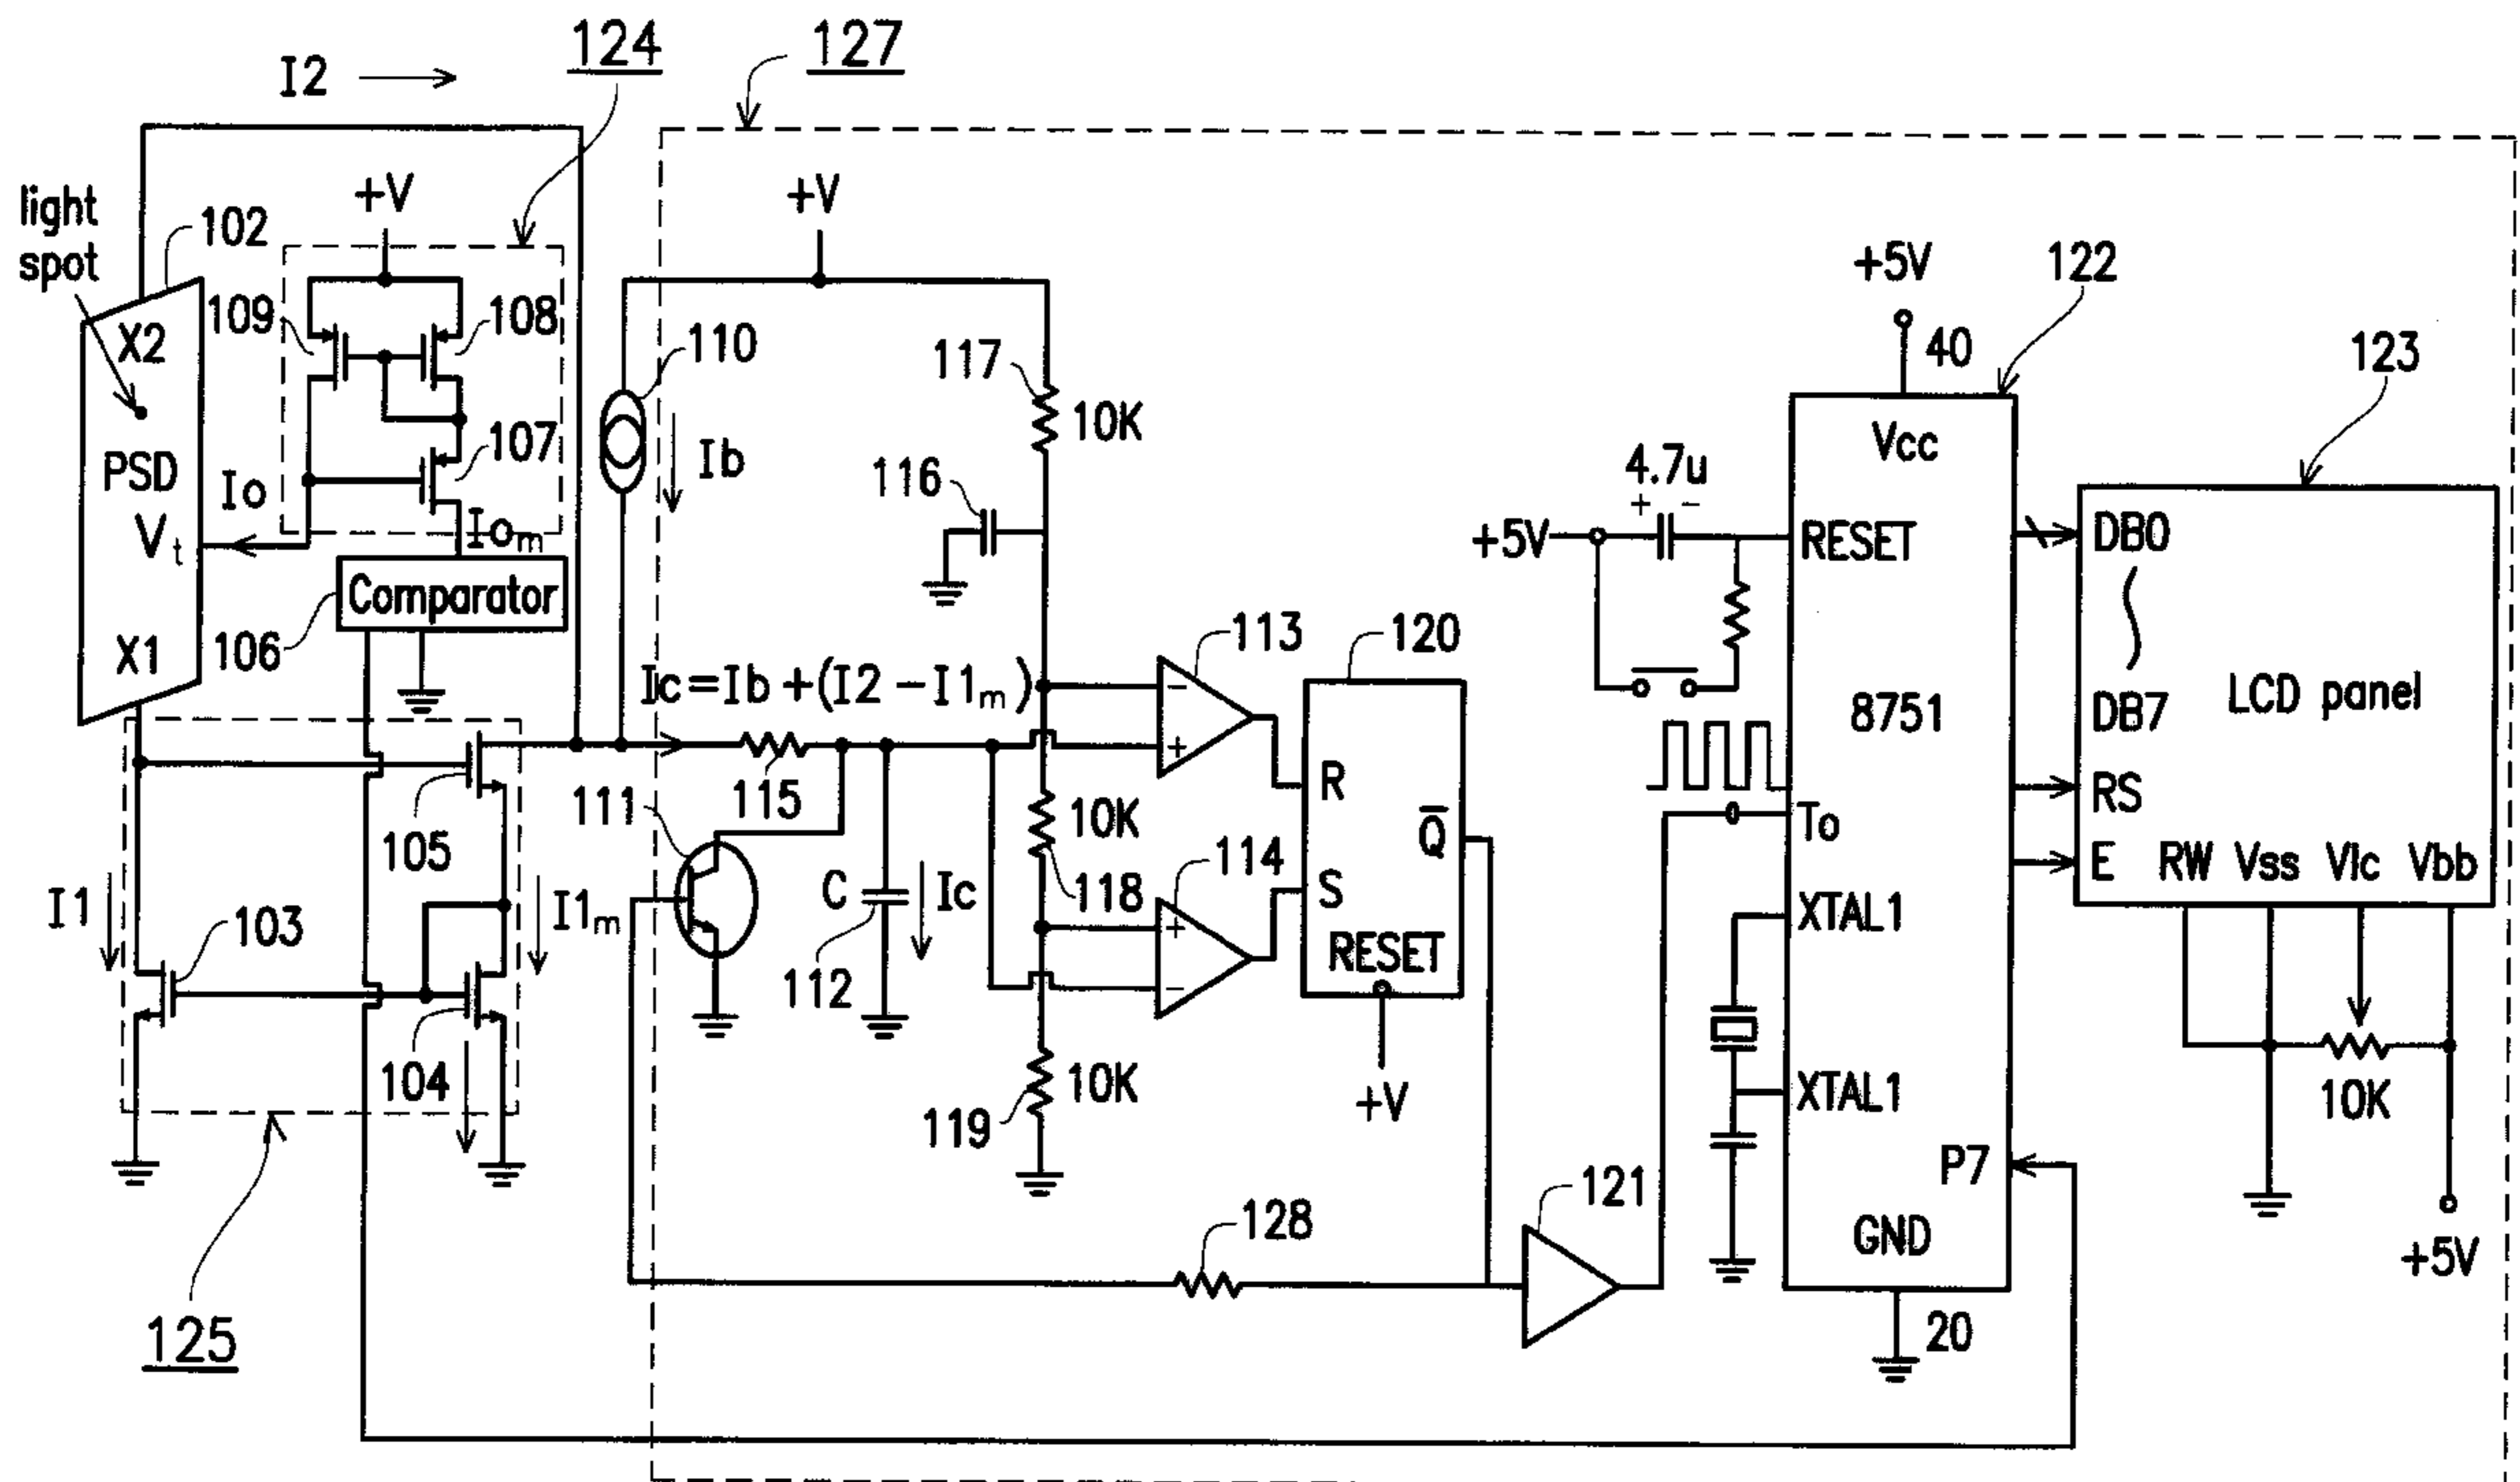 I2
124
127
light
spot
102
+V
+V
X2
109
108
110
117
10K
+5V
40
122
123
PSD
107
Ib
116
4.7u
+ -
Vcc
Io
Vt
Iom
+5V
RESET
DB0
Comparator
X1
106
Ic=Ib+(I2-I1m)
113
120
8751
DB7
LCD panel
-
+
105
115
111
10K
R
Q̅
To
RS
114
I1
103
I1m
C
Ic
118
S
E
RW
Vss
Vlc
Vbb
+
-
112
RESET
XTAL1
104
119
10K
+V
XTAL1
10K
P7
121
128
GND
+5V
125
20